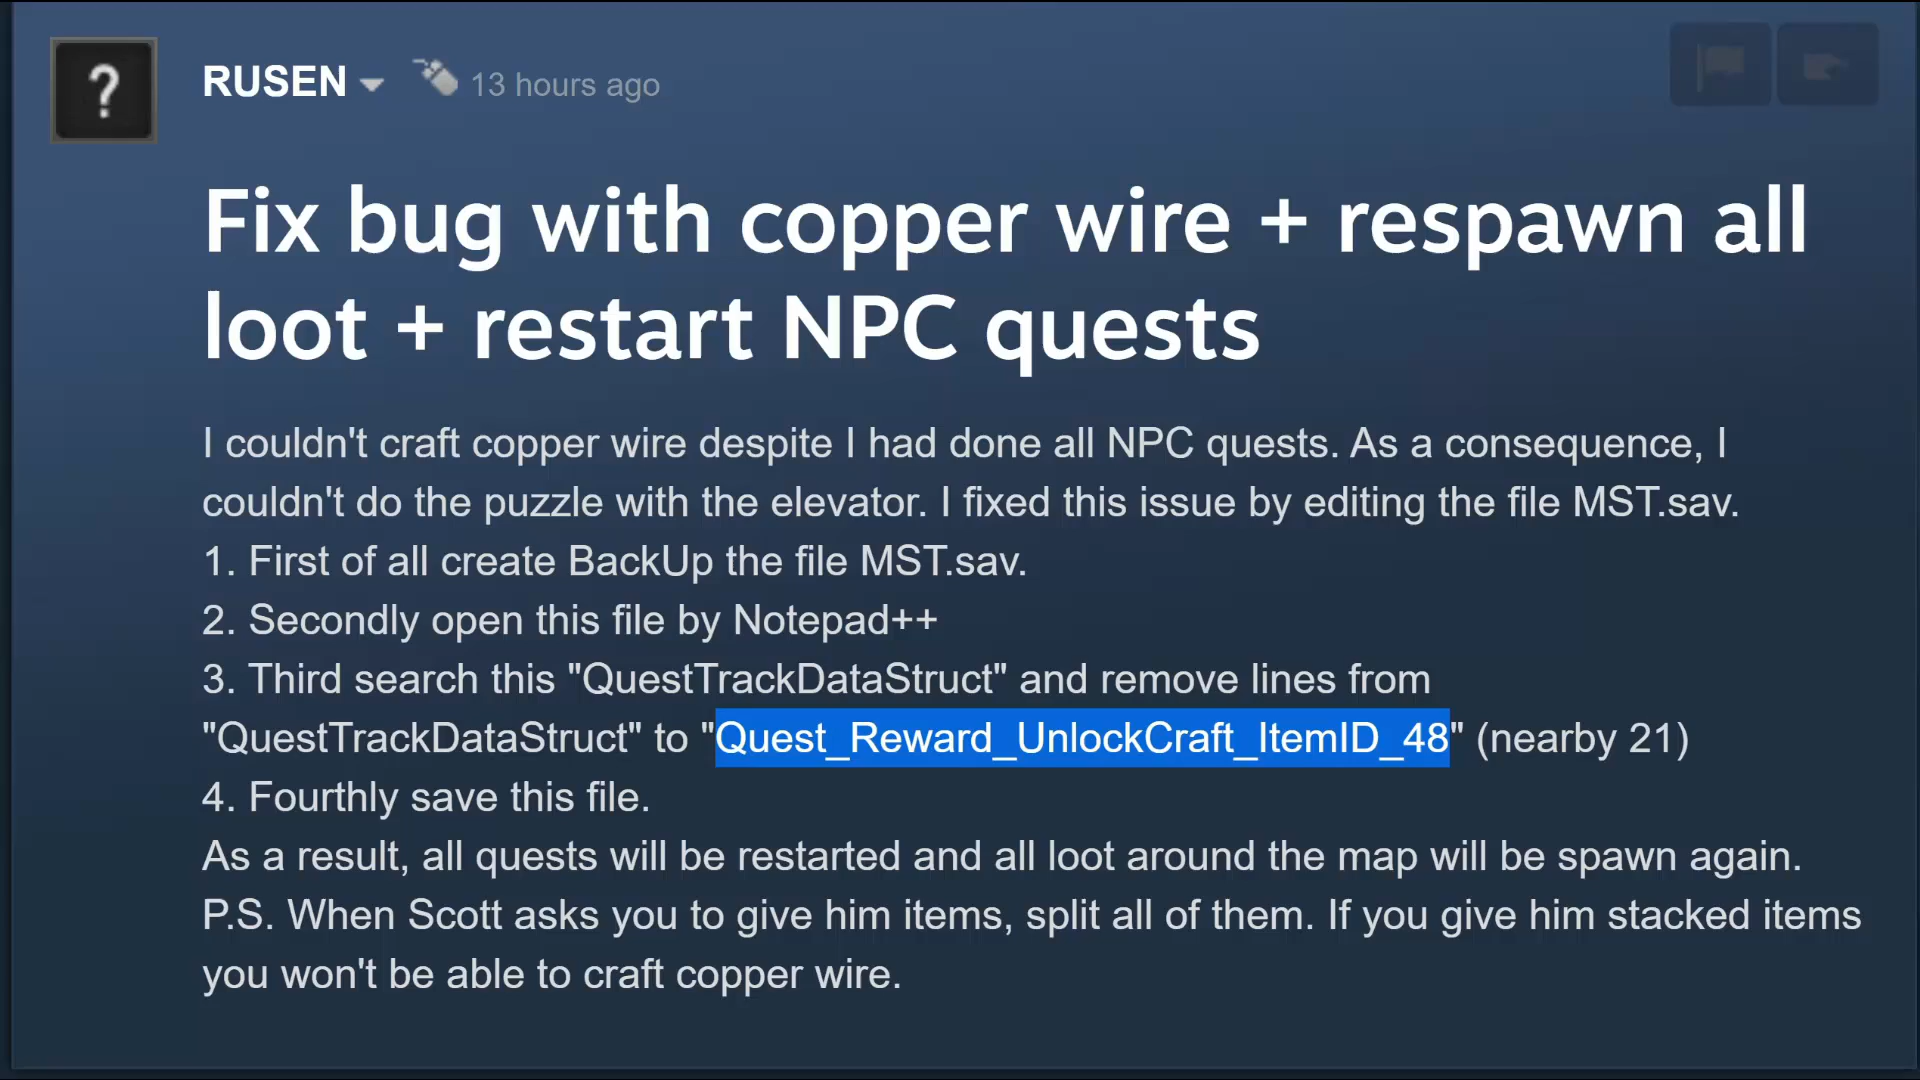 ?
RUSEN 13 hours ago
Fix bug with copper wire + respawn all
loot + restart NPC quests
I couldn't craft copper wire despite I had done all NPC quests. As a consequence, I
couldn't do the puzzle with the elevator. I fixed this issue by editing the file MST.sav.
1. First of all create BackUp the file MST.sav.
2. Secondly open this file by Notepad++
3. Third search this "QuestTrackDataStruct" and remove lines from
"QuestTrackDataStruct" to "Quest_Reward_UnlockCraft_ItemID_48" (nearby 21)
4. Fourthly save this file.
As a result, all quests will be restarted and all loot around the map will be spawn again.
P.S. When Scott asks you to give him items, split all of them. If you give him stacked items
you won't be able to craft copper wire.